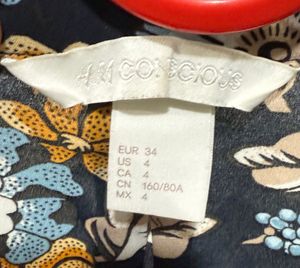 H&M CONSCIOUS
EUR 34
US 4
CA 4
CN 160/80A
MX 4